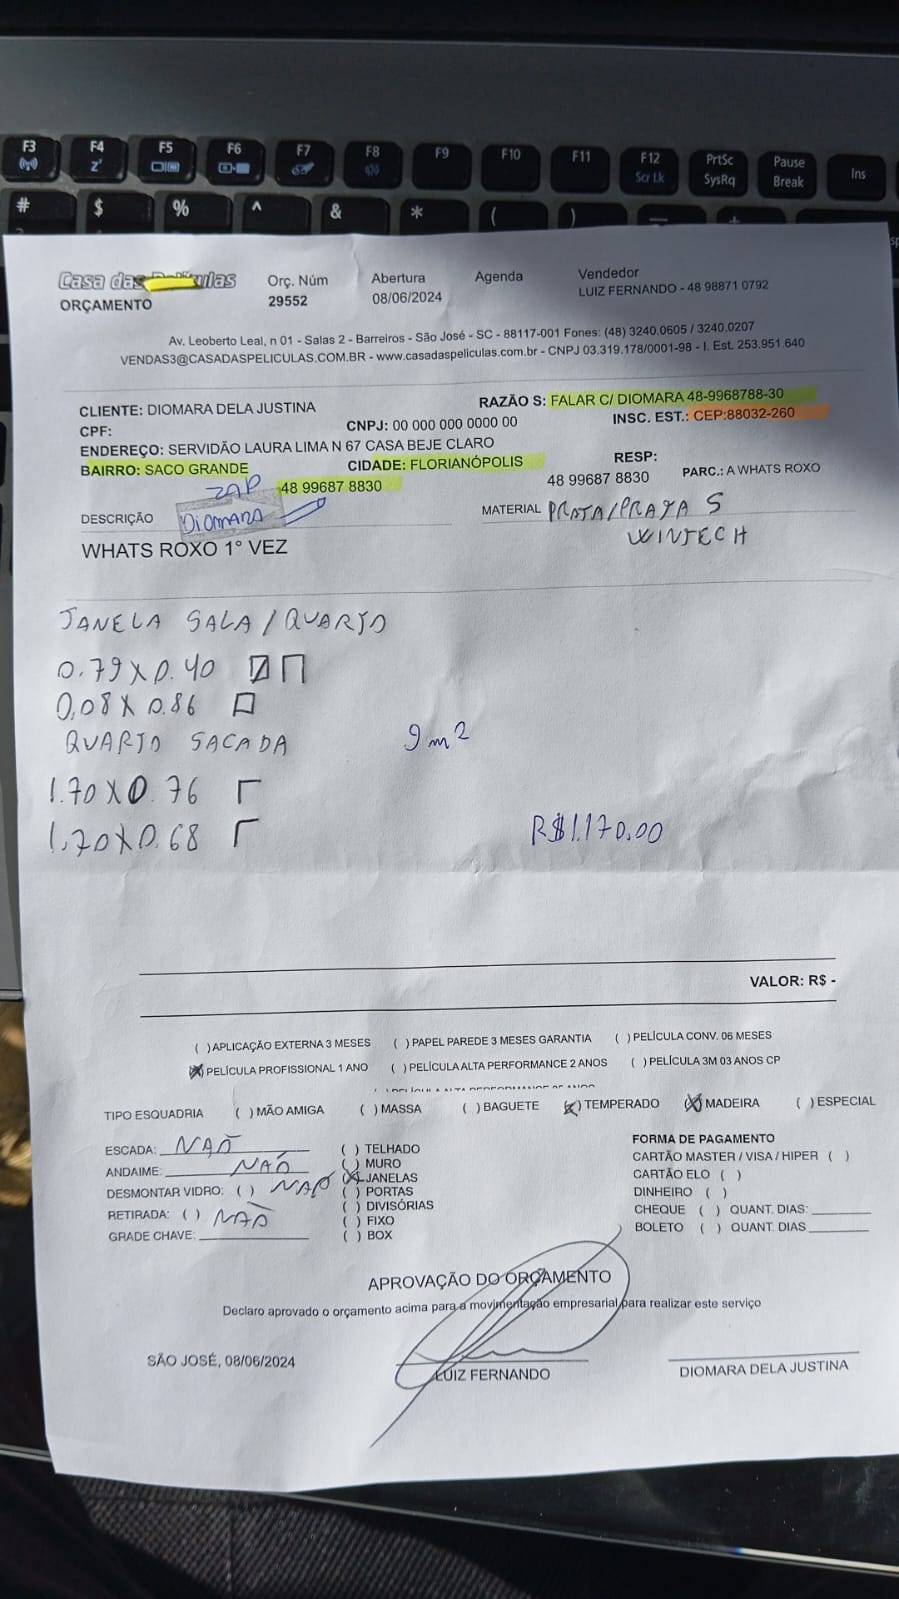 F3 F4 F5 F6 F7 F8 F9 F10 F11 F12 PrtSc Pause Ins
Scr Lk SysRq Break
# $ % ^ & * ( )
Casa das Películas Orç. Núm Abertura Agenda Vendedor
ORÇAMENTO 29552 08/06/2024 LUIZ FERNANDO - 48 98871 0792
Av. Leoberto Leal, n 01 - Salas 2 - Barreiros - São José - SC - 88117-001 Fones: (48) 3240.0605 / 3240.0207
VENDAS3@CASADASPELICULAS.COM.BR - www.casadaspeliculas.com.br - CNPJ 03.319.178/0001-98 - I. Est. 253.951.640
CLIENTE: DIOMARA DELA JUSTINA RAZÃO S: FALAR C/ DIOMARA 48-9968788-30
CPF: CNPJ: 00 000 000 0000 00 INSC. EST.: CEP:88032-260
ENDEREÇO: SERVIDÃO LAURA LIMA N 67 CASA BEJE CLARO
BAIRRO: SACO GRANDE CIDADE: FLORIANÓPOLIS RESP:
ZAP 48 99687 8830 48 99687 8830 PARC.: A WHATS ROXO
DESCRIÇÃO DIOMARA MATERIAL PRATA/PRATA S
WHATS ROXO 1° VEZ WINTECH
JANELA SALA / QUARTO
0.79 X 0.40
0,08 X 0.86
QUARTO SACADA 9 m2
1.70 X 0.76
1.70 X 0.68 R$1.170,00
VALOR: R$ -
( )APLICAÇÃO EXTERNA 3 MESES ( )PAPEL PAREDE 3 MESES GARANTIA ( )PELÍCULA CONV. 06 MESES
(X)PELÍCULA PROFISSIONAL 1 ANO ( )PELÍCULA ALTA PERFORMANCE 2 ANOS ( )PELÍCULA 3M 03 ANOS CP
TIPO ESQUADRIA ( )MÃO AMIGA ( )MASSA ( )BAGUETE (X)TEMPERADO (X)MADEIRA ( )ESPECIAL
ESCADA: NAO ( ) TELHADO FORMA DE PAGAMENTO
ANDAIME: NAO ( ) MURO CARTÃO MASTER / VISA / HIPER ( )
DESMONTAR VIDRO: ( ) NAO (X) JANELAS CARTÃO ELO ( )
RETIRADA: ( ) NÃO ( ) PORTAS DINHEIRO ( )
GRADE CHAVE: ( ) DIVISÓRIAS CHEQUE ( ) QUANT. DIAS:
( ) FIXO BOLETO ( ) QUANT. DIAS
( ) BOX
APROVAÇÃO DO ORÇAMENTO
Declaro aprovado o orçamento acima para a movimentação empresarial para realizar este serviço
SÃO JOSÉ, 08/06/2024
LUIZ FERNANDO DIOMARA DELA JUSTINA